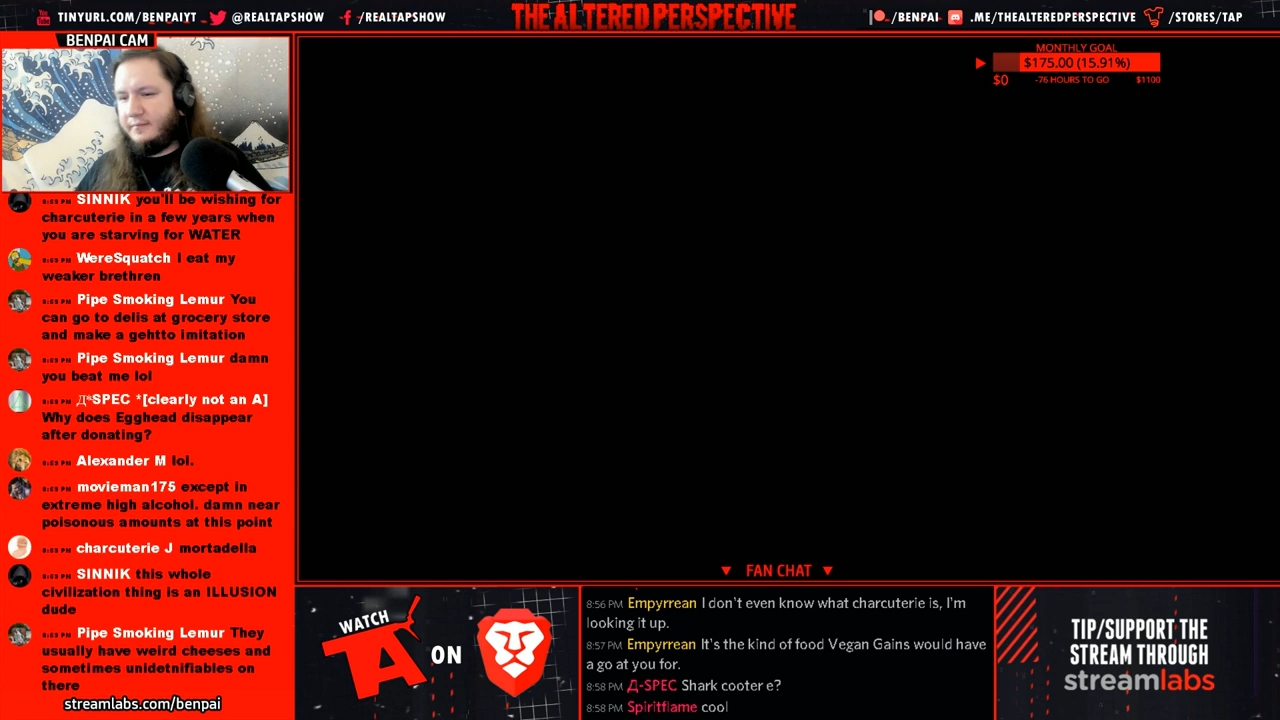 TINYURL.COM/BENPAIYT @REALTAPSHOW /REALTAPSHOW
THE ALTERED PERSPECTIVE
/BENPAI .ME/THEALTEREDPERSPECTIVE /STORES/TAP
BENPAI CAM
MONTHLY GOAL
$175.00 (15.91%)
$0 -76 HOURS TO GO $1100
SINNIK you'll be wishing for
charcuterie in a few years when
you are starving for WATER
WereSquatch I eat my
weaker brethren
Pipe Smoking Lemur You
can go to delis at grocery store
and make a gehtto imitation
Pipe Smoking Lemur damn
you beat me lol
Д*SPEC *[clearly not an A]
Why does Egghead disappear
after donating?
Alexander M lol.
movieman175 except in
extreme high alcohol. damn near
poisonous amounts at this point
charcuterie J mortadella
SINNIK this whole
civilization thing is an ILLUSION
dude
Pipe Smoking Lemur They
usually have weird cheeses and
sometimes unidetnifiables on
there
streamlabs.com/benpai
FAN CHAT
WATCH
TA ON
8:56 PM Empyrrean I don't even know what charcuterie is, I'm
looking it up.
8:57 PM Empyrrean It's the kind of food Vegan Gains would have
a go at you for.
8:58 PM Д-SPEC Shark cooter e?
8:58 PM Spiritflame cool
TIP/SUPPORT THE
STREAM THROUGH
streamlabs